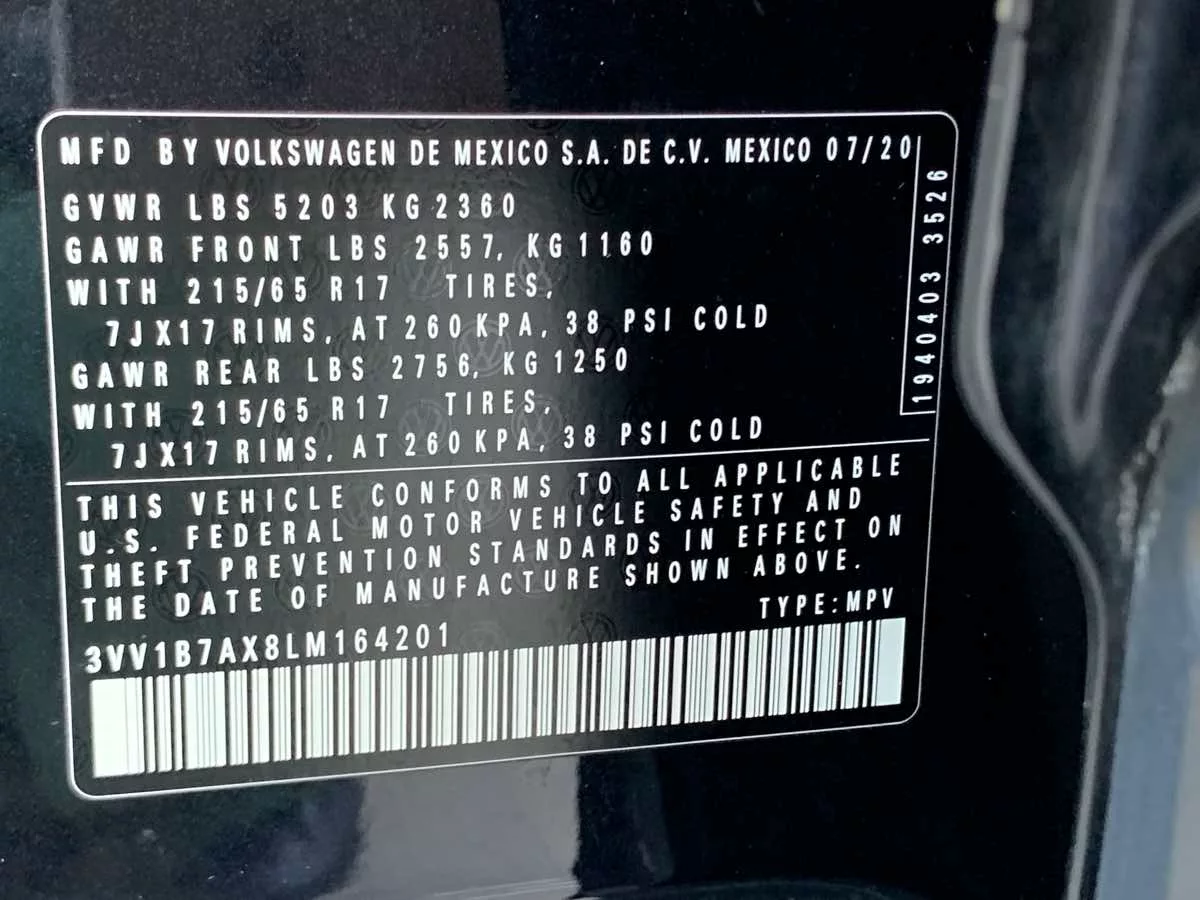 MFD BY VOLKSWAGEN DE MEXICO S.A. DE C.V. MEXICO 07/20
GVWR LBS 5203 KG 2360
GAWR FRONT LBS 2557, KG 1160
WITH 215/65 R17 TIRES,
7JX17 RIMS, AT 260 KPA, 38 PSI COLD
GAWR REAR LBS 2756, KG 1250
WITH 215/65 R17 TIRES,
7JX17 RIMS, AT 260 KPA, 38 PSI COLD
1940403 3526
THIS VEHICLE CONFORMS TO ALL APPLICABLE
U.S. FEDERAL MOTOR VEHICLE SAFETY AND
THEFT PREVENTION STANDARDS IN EFFECT ON
THE DATE OF MANUFACTURE SHOWN ABOVE.
TYPE:MPV
3VV1B7AX8LM164201